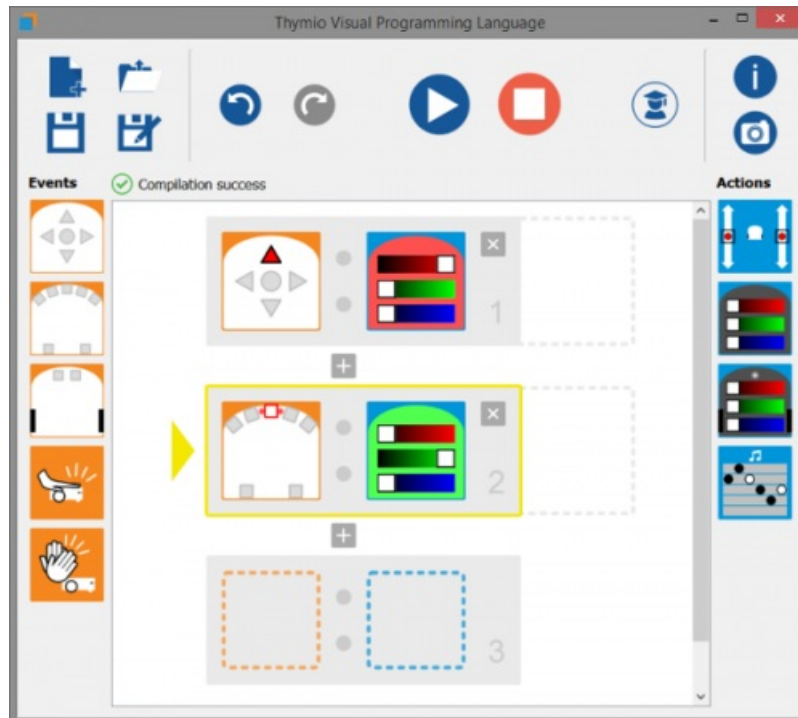 Thymio Visual Programming Language
Events
Compilation success
Actions
1
2
3